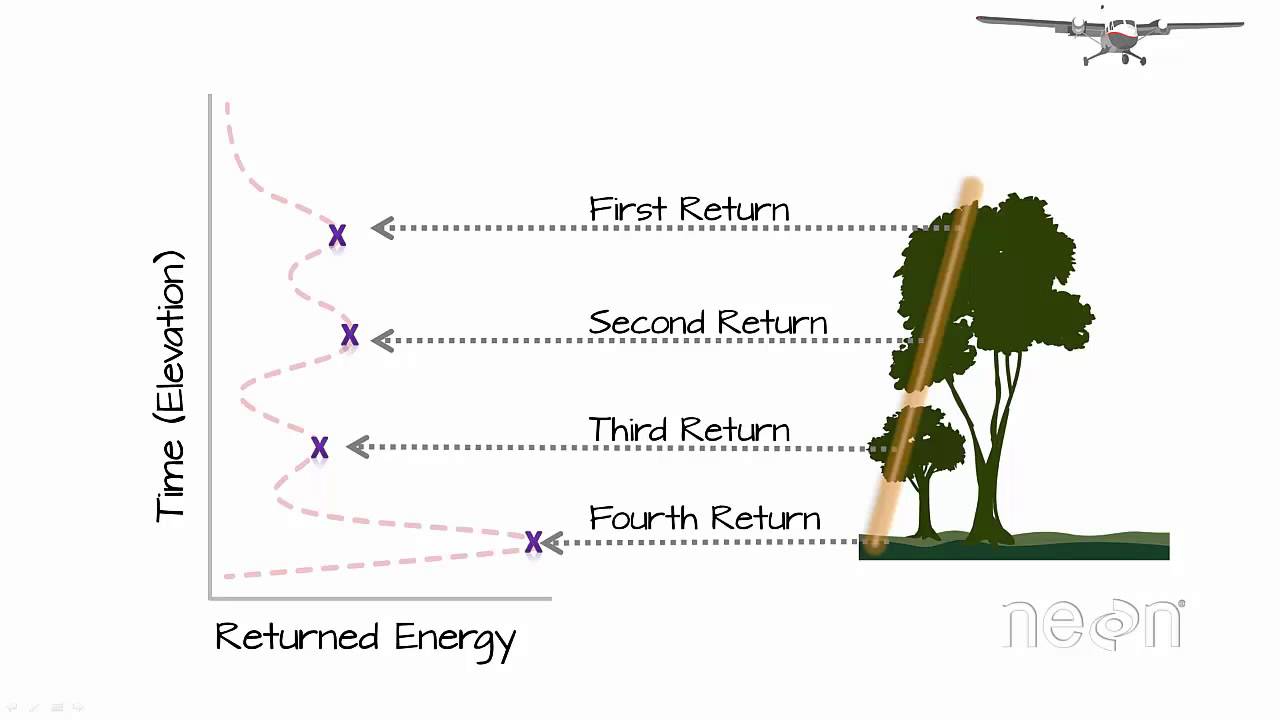 First Return
Second Return
Third Return
Fourth Return
Time (Elevation)
X
X
X
X
Returned Energy
neon